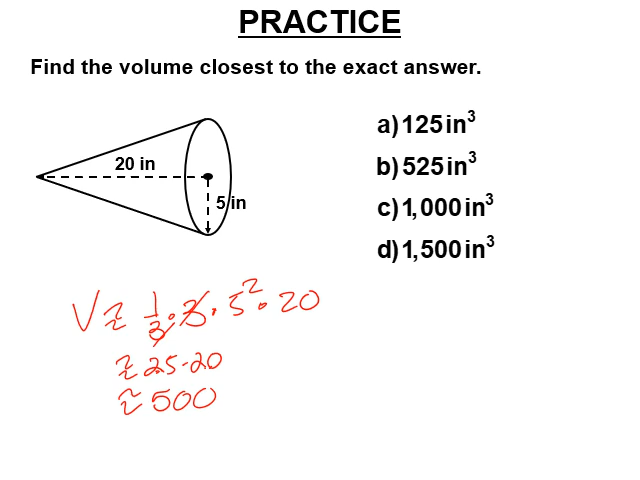 PRACTICE
Find the volume closest to the exact answer.
20 in
5 in
a) 125 in³
b) 525 in³
c) 1,000 in³
d) 1,500 in³
V ≈ 1/3 · 3 · 5² · 20
≈ 25 · 20
≈ 500